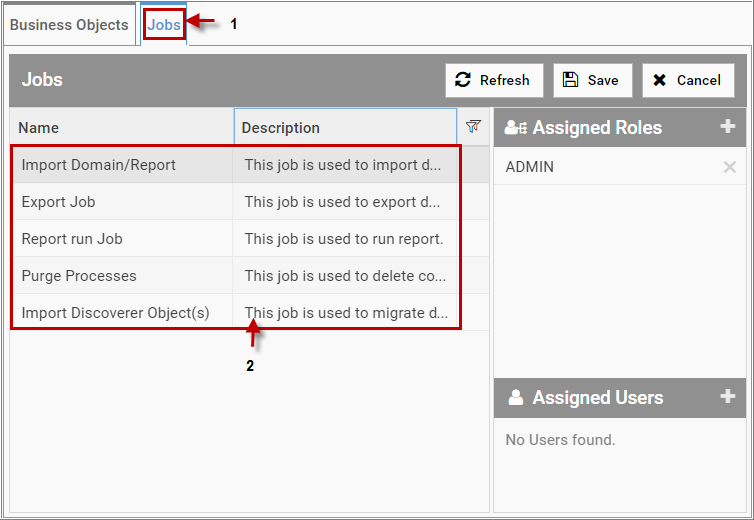 Business Objects Jobs 1
Jobs Refresh Save Cancel
Name Description Assigned Roles
Import Domain/Report This job is used to import d... ADMIN
Export Job This job is used to export d...
Report run Job This job is used to run report.
Purge Processes This job is used to delete co...
Import Discoverer Object(s) This job is used to migrate d...
2
Assigned Users
No Users found.